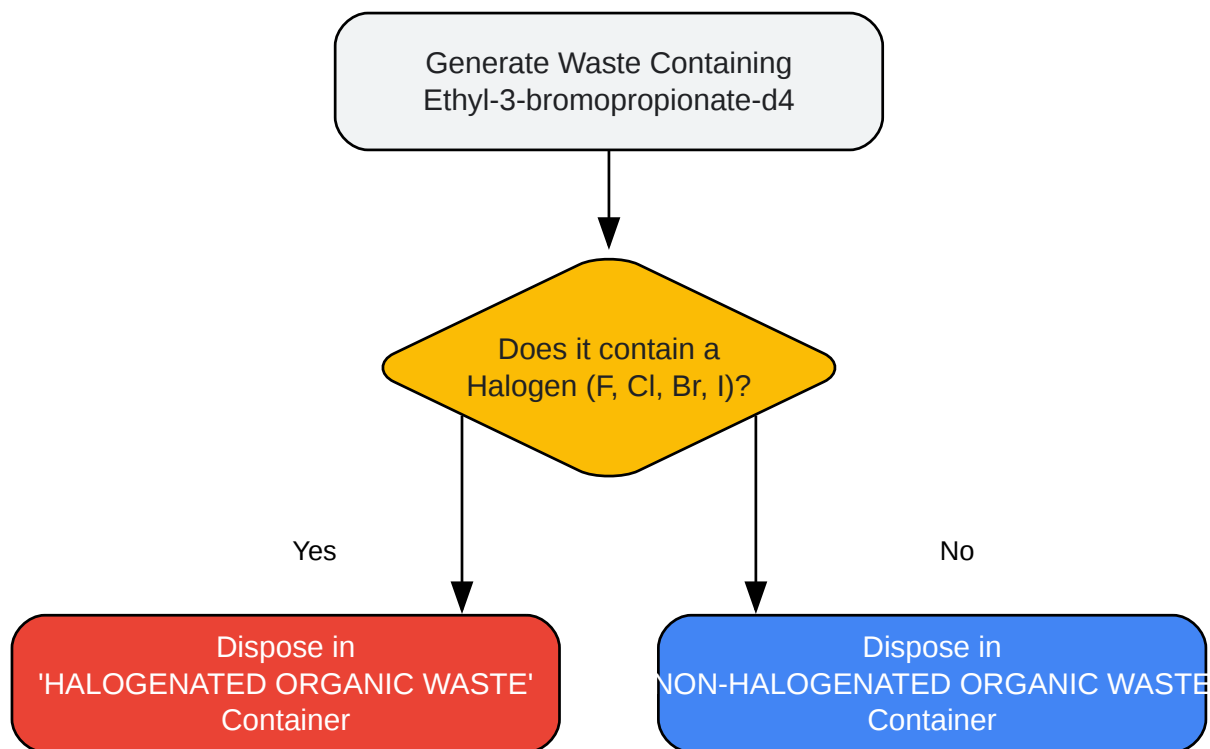 Generate Waste Containing
Ethyl-3-bromopropionate-d4
Does it contain a
Halogen (F, Cl, Br, I)?
Yes
No
Dispose in
'HALOGENATED ORGANIC WASTE'
Container
Dispose in
NON-HALOGENATED ORGANIC WASTE
Container